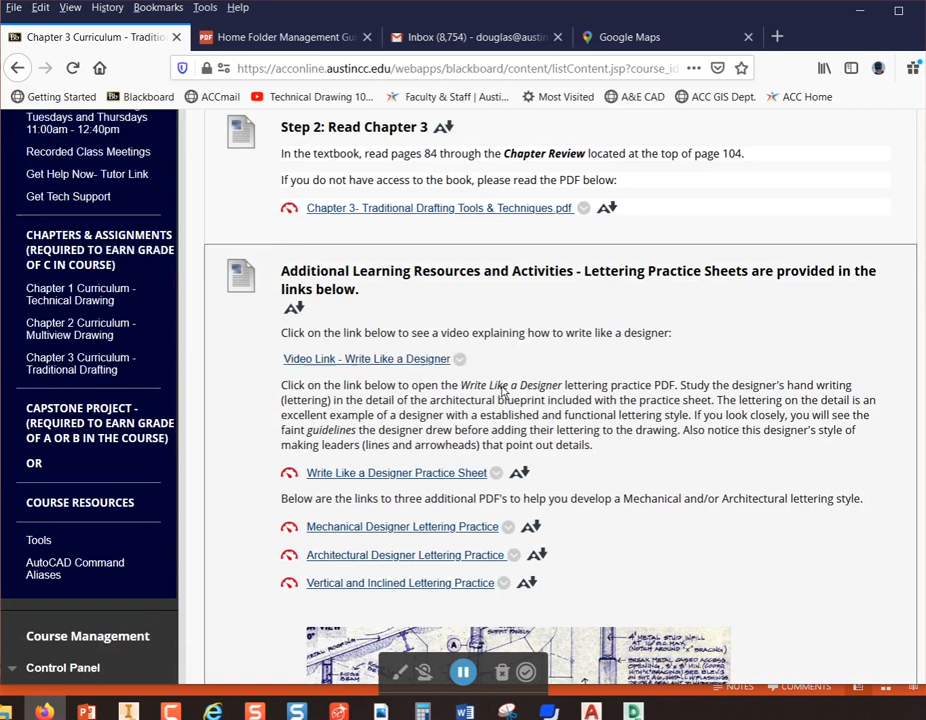 File Edit View History Bookmarks Tools Help
Chapter 3 Curriculum - Traditio
Home Folder Management Gui
Inbox (8,754) - douglas@austin
Google Maps
https://acconline.austincc.edu/webapps/blackboard/content/listContent.jsp?course_id
Getting Started Blackboard ACCmail Technical Drawing 10... Faculty & Staff | Austi... Most Visited A&E CAD ACC GIS Dept. ACC Home
Tuesdays and Thursdays
11:00am - 12:40pm
Recorded Class Meetings
Get Help Now- Tutor Link
Get Tech Support
CHAPTERS & ASSIGNMENTS
(REQUIRED TO EARN GRADE
OF C IN COURSE)
Chapter 1 Curriculum -
Technical Drawing
Chapter 2 Curriculum -
Multiview Drawing
Chapter 3 Curriculum -
Traditional Drafting
CAPSTONE PROJECT -
(REQUIRED TO EARN GRADE
OF A OR B IN THE COURSE)
OR
COURSE RESOURCES
Tools
AutoCAD Command
Aliases
Course Management
Control Panel
Step 2: Read Chapter 3
In the textbook, read pages 84 through the Chapter Review located at the top of page 104.
If you do not have access to the book, please read the PDF below:
Chapter 3- Traditional Drafting Tools & Techniques.pdf
Additional Learning Resources and Activities - Lettering Practice Sheets are provided in the
links below.
Click on the link below to see a video explaining how to write like a designer:
Video Link - Write Like a Designer
Click on the link below to open the Write Like a Designer lettering practice PDF. Study the designer's hand writing
(lettering) in the detail of the architectural blueprint included with the practice sheet. The lettering on the detail is an
excellent example of a designer with a established and functional lettering style. If you look closely, you will see the
faint guidelines the designer drew before adding their lettering to the drawing. Also notice this designer's style of
making leaders (lines and arrowheads) that point out details.
Write Like a Designer Practice Sheet
Below are the links to three additional PDF's to help you develop a Mechanical and/or Architectural lettering style.
Mechanical Designer Lettering Practice
Architectural Designer Lettering Practice
Vertical and Inclined Lettering Practice
SOFFIT PANELS
A
4' METAL STUD INFILL
(NOTCH AROUND "X" BRACING)
BREAK METAL CASED
NOTES COMMENTS